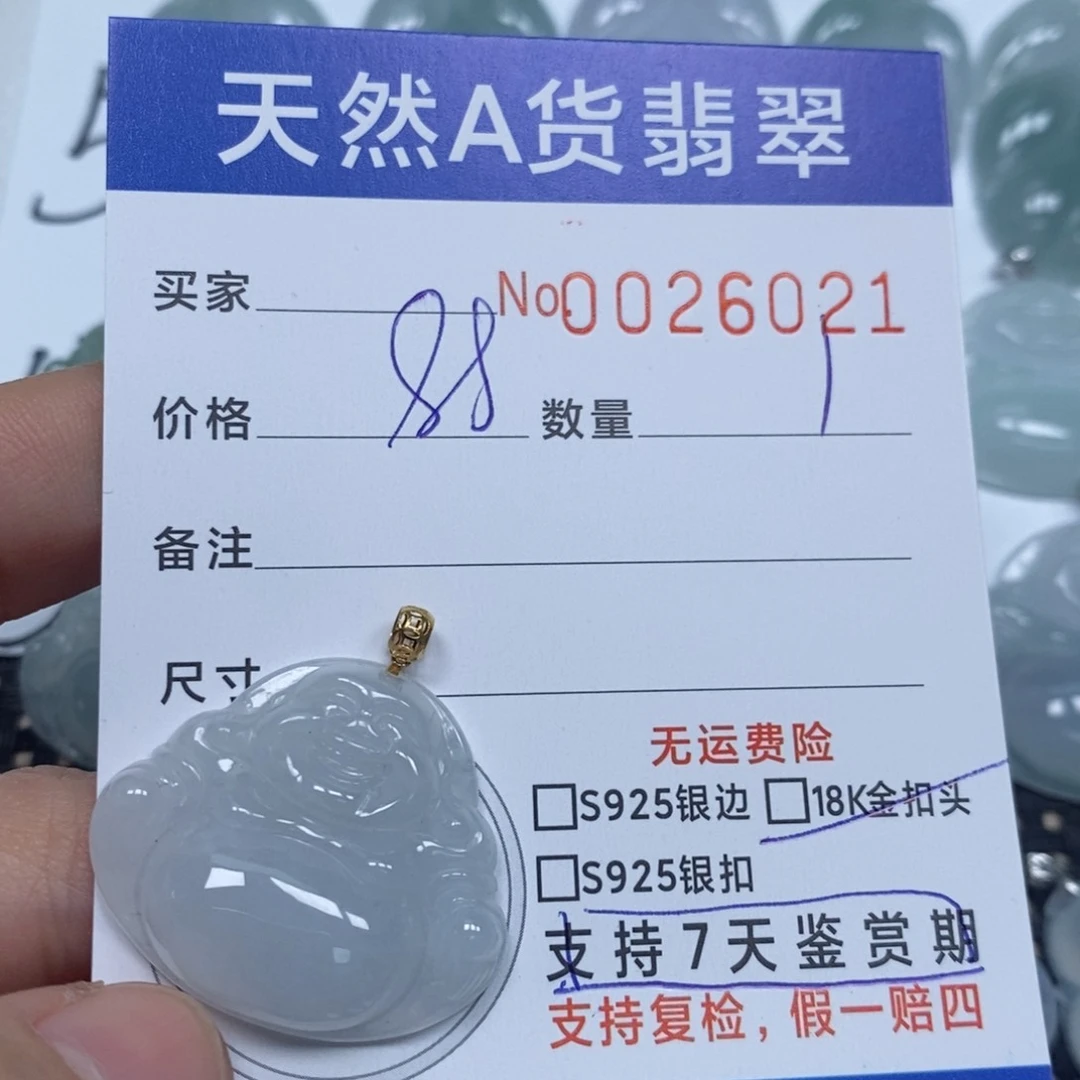 天然A货翡翠
买家 No.0026021
价格 88 数量 1
备注
尺寸
无运费险
□S925银边 □18K金扣头
□S925银扣
支持7天鉴赏期
支持复检，假一赔四